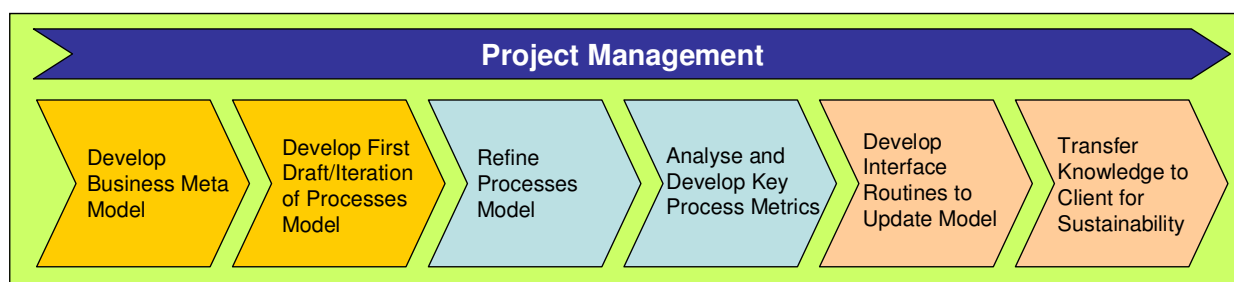 Project Management
Develop
Business Meta
Model
Develop First
Draft/Iteration
of Processes
Model
Refine
Processes
Model
Analyse and
Develop Key
Process Metrics
Develop
Interface
Routines to
Update Model
Transfer
Knowledge to
Client for
Sustainability